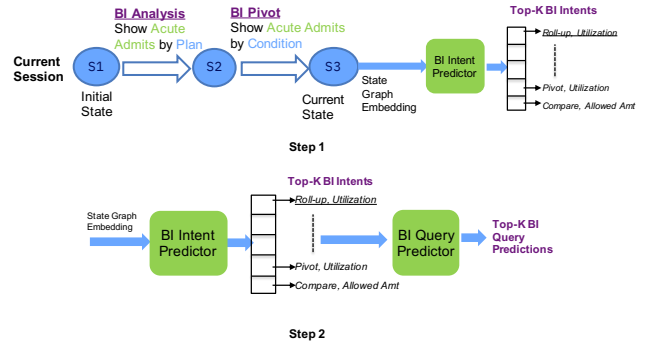 BI Analysis
Show Acute
Admits by Plan
BI Pivot
Show Acute Admits
by Condition
Top-K BI Intents
Current
Session
S1
S2
S3
Initial
State
Current
State
State
Graph
Embedding
BI Intent
Predictor
Roll-up, Utilization
Pivot, Utilization
Compare, Allowed Amt
Step 1
Top-K BI Intents
State Graph
Embedding
BI Intent
Predictor
Roll-up, Utilization
Pivot, Utilization
Compare, Allowed Amt
BI Query
Predictor
Top-K BI
Query
Predictions
Step 2